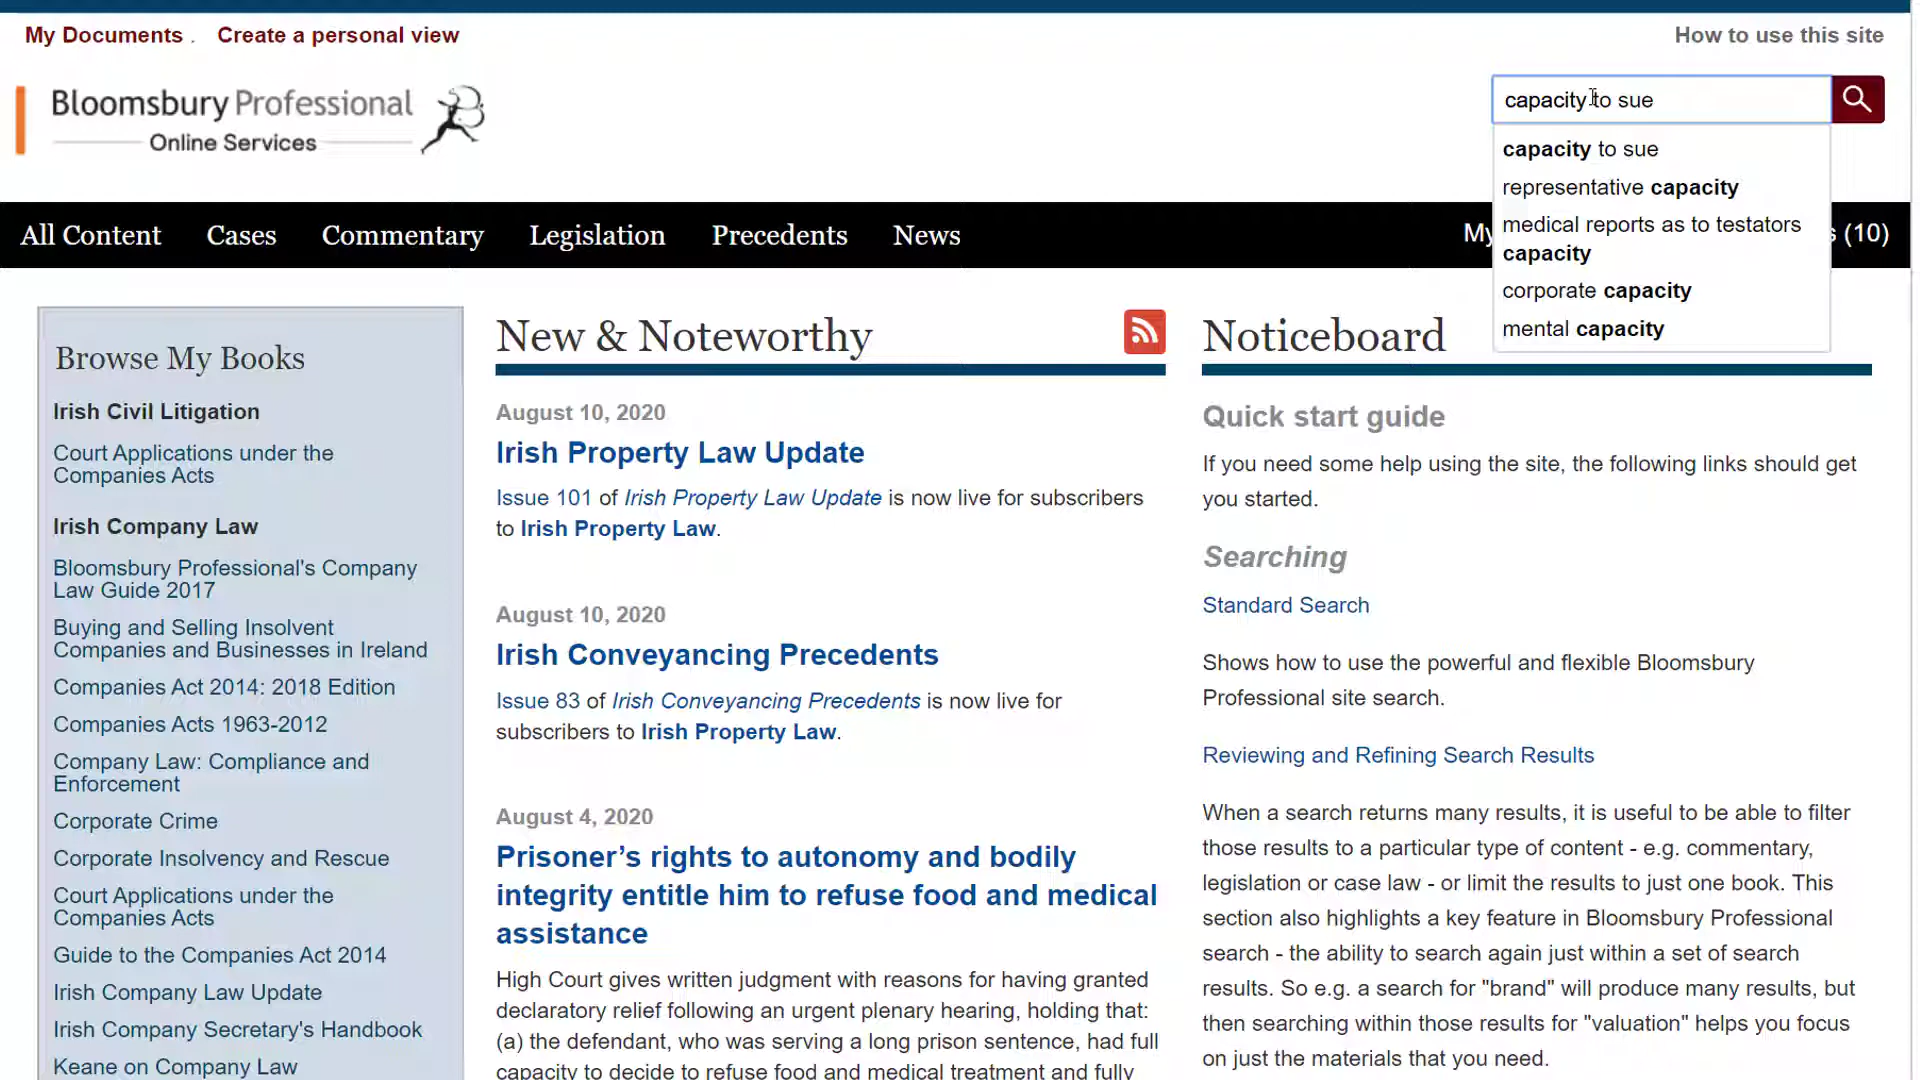 My Documents . Create a personal view
How to use this site
Bloomsbury Professional
Online Services
capacity to sue
capacity to sue
representative capacity
medical reports as to testators
capacity
corporate capacity
mental capacity
All Content Cases Commentary Legislation Precedents News
My s (10)
Browse My Books
Irish Civil Litigation
Court Applications under the
Companies Acts
Irish Company Law
Bloomsbury Professional's Company
Law Guide 2017
Buying and Selling Insolvent
Companies and Businesses in Ireland
Companies Act 2014: 2018 Edition
Companies Acts 1963-2012
Company Law: Compliance and
Enforcement
Corporate Crime
Corporate Insolvency and Rescue
Court Applications under the
Companies Acts
Guide to the Companies Act 2014
Irish Company Law Update
Irish Company Secretary's Handbook
Keane on Company Law
New & Noteworthy
August 10, 2020
Irish Property Law Update
Issue 101 of Irish Property Law Update is now live for subscribers
to Irish Property Law.
August 10, 2020
Irish Conveyancing Precedents
Issue 83 of Irish Conveyancing Precedents is now live for
subscribers to Irish Property Law.
August 4, 2020
Prisoner’s rights to autonomy and bodily
integrity entitle him to refuse food and medical
assistance
High Court gives written judgment with reasons for having granted
declaratory relief following an urgent plenary hearing, holding that:
(a) the defendant, who was serving a long prison sentence, had full
capacity to decide to refuse food and medical treatment and fully
Noticeboard
Quick start guide
If you need some help using the site, the following links should get
you started.
Searching
Standard Search
Shows how to use the powerful and flexible Bloomsbury
Professional site search.
Reviewing and Refining Search Results
When a search returns many results, it is useful to be able to filter
those results to a particular type of content - e.g. commentary,
legislation or case law - or limit the results to just one book. This
section also highlights a key feature in Bloomsbury Professional
search - the ability to search again just within a set of search
results. So e.g. a search for "brand" will produce many results, but
then searching within those results for "valuation" helps you focus
on just the materials that you need.